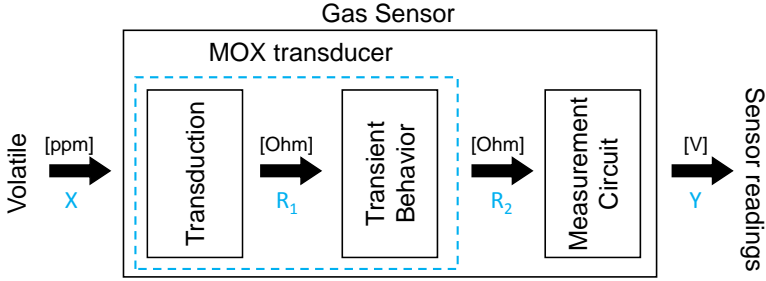 Gas Sensor
MOX transducer
Volatile
[ppm]
X
Transduction
[Ohm]
R1
Transient
Behavior
[Ohm]
R2
Measurement
Circuit
[V]
Y
Sensor readings